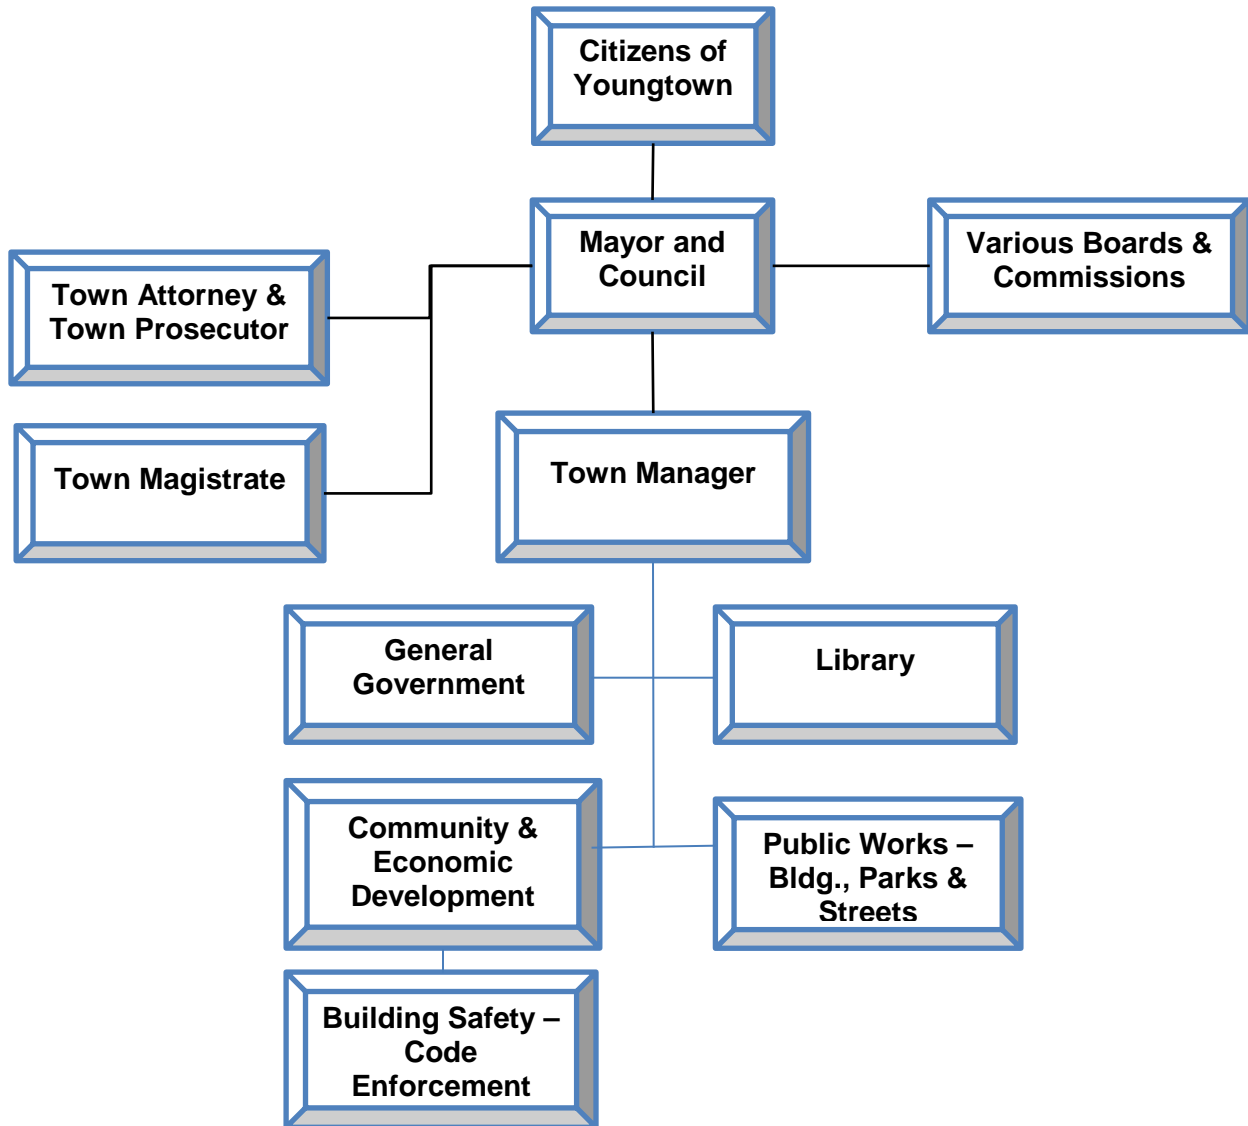 Citizens of
Youngtown
Mayor and
Council
Various Boards &
Commissions
Town Attorney &
Town Prosecutor
Town Magistrate
Town Manager
General
Government
Library
Community &
Economic
Development
Public Works –
Bldg., Parks &
Streets
Building Safety –
Code
Enforcement